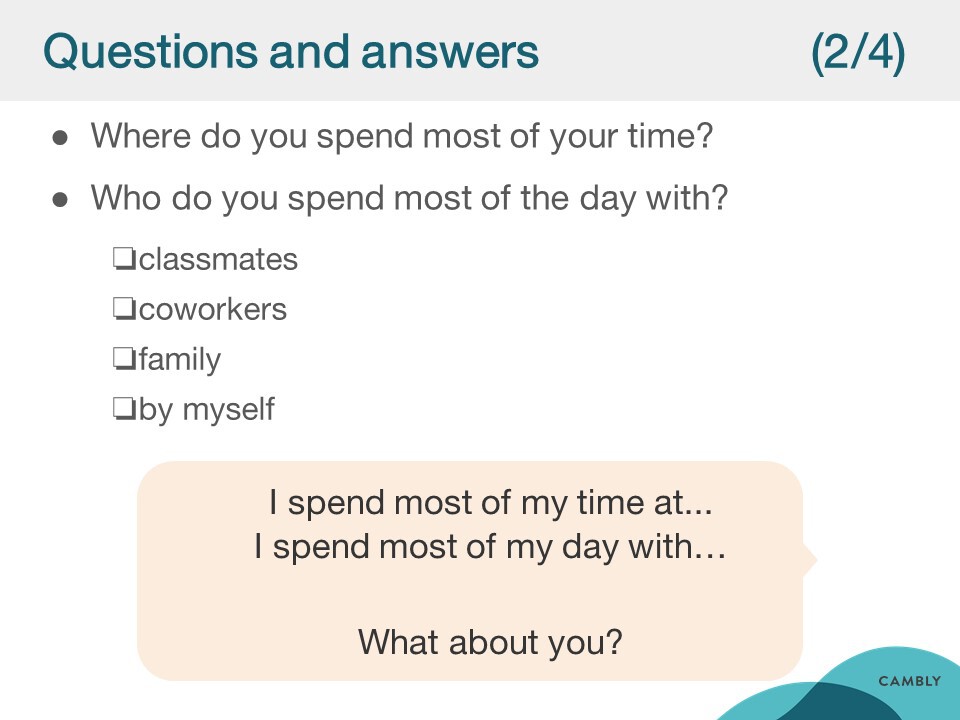 Questions and answers (2/4)
● Where do you spend most of your time?
● Who do you spend most of the day with?
❏classmates
❏coworkers
❏family
❏by myself
I spend most of my time at...
I spend most of my day with…
What about you?
CAMBLY